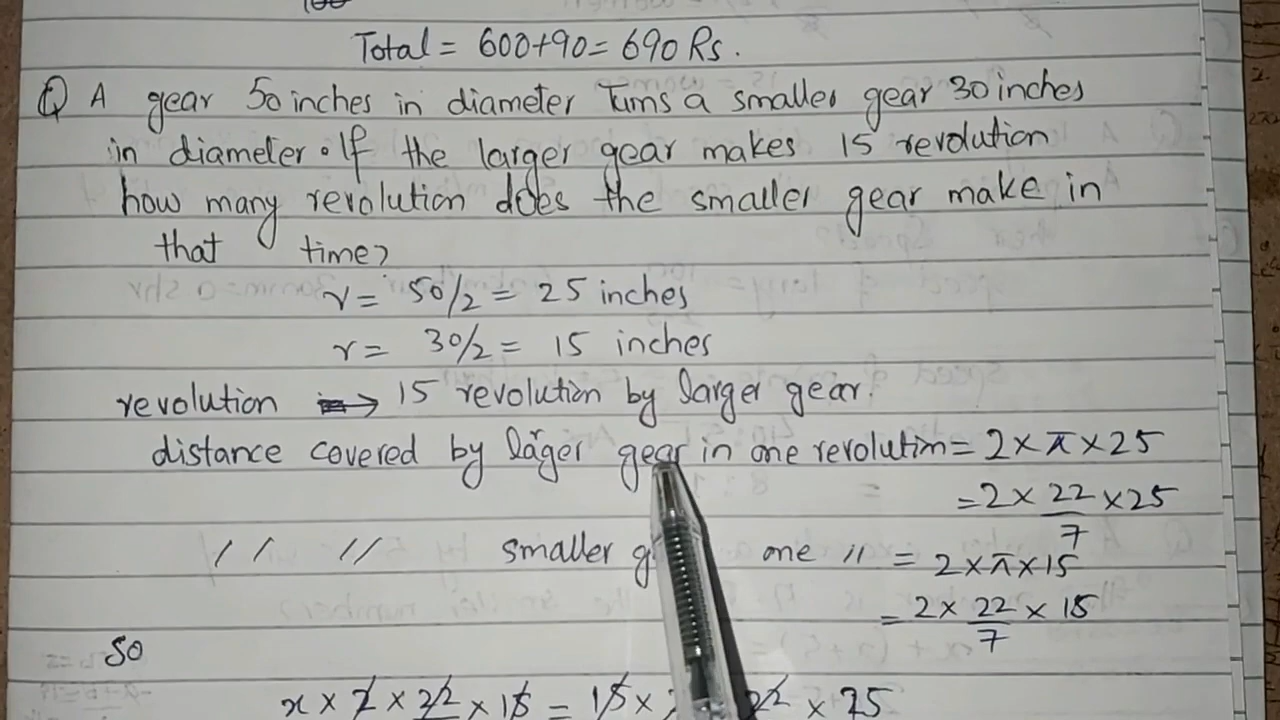 Total = 600+90= 690 Rs.
Q A gear 50 inches in diameter Turns a smaller gear 30 inches
in diameter. If the larger gear makes 15 revolution
how many revolution does the smaller gear make in
that time?
r = 50/2 = 25 inches
r = 30/2 = 15 inches
revolution → 15 revolution by larger gear.
distance covered by larger gear in one revolution = 2 × π × 25
= 2 × 22/7 × 25
// // smaller one // = 2 × π × 15
= 2 × 22/7 × 15
So
x × 2 × 22 × 15 = 15 × 22 × 25